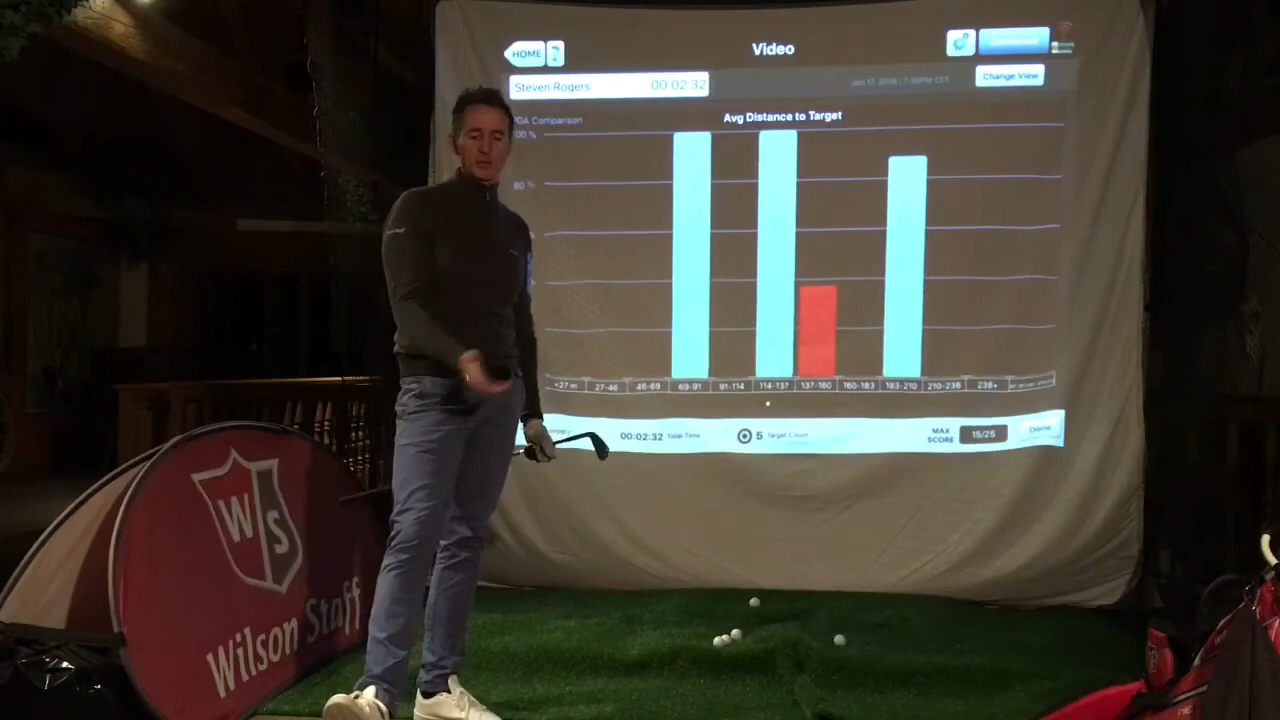 HOME ?
Video
Steven Rogers 00:02:32
Change View
PGA Comparison
Avg Distance to Target
100 %
80 %
<27 m 27-46 46-69 69-91 91-114 114-137 137-160 160-183 183-210 210-238 238+
00:02:32 Total Time
5 Target Count
MAX SCORE 15/25
Done
W/S
Wilson Staff